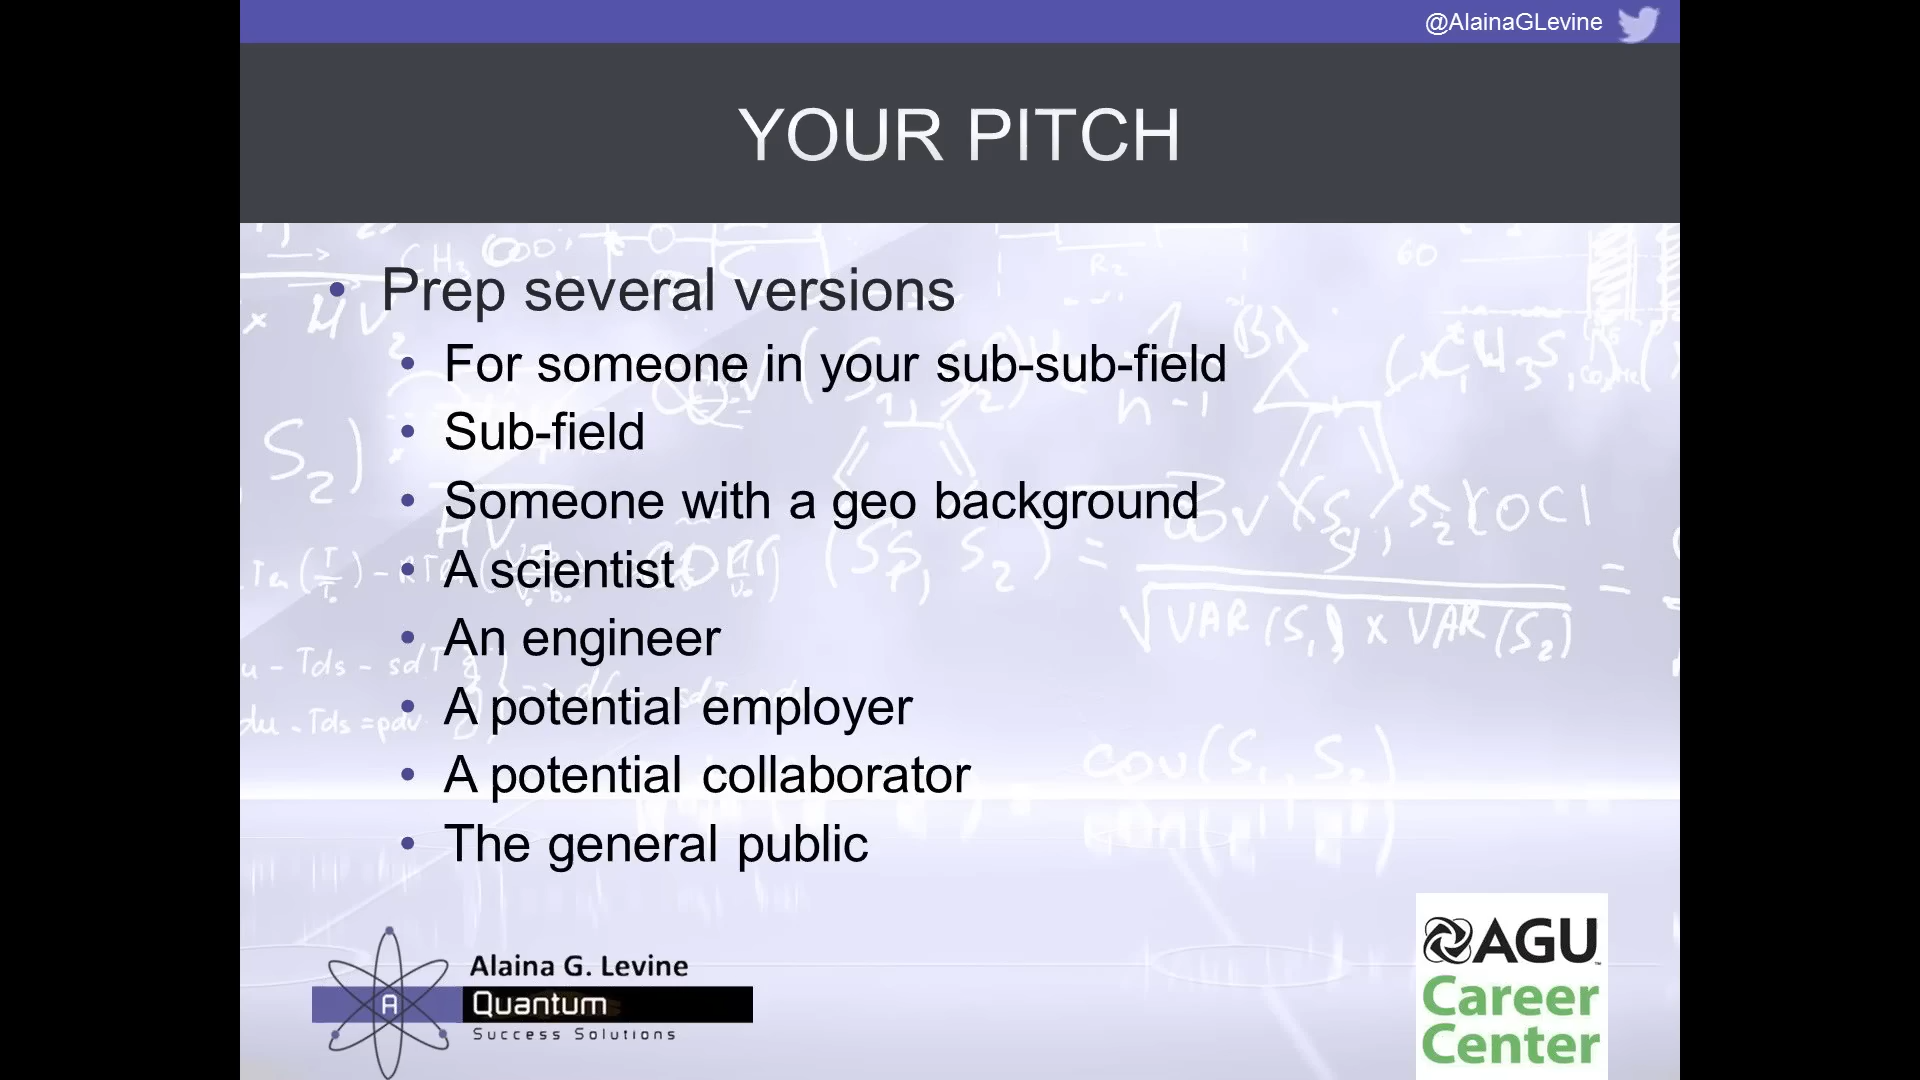 @AlainaGLevine
YOUR PITCH
• Prep several versions
• For someone in your sub-sub-field
• Sub-field
• Someone with a geo background
• A scientist
• An engineer
• A potential employer
• A potential collaborator
• The general public
A
Alaina G. Levine
Quantum
Success Solutions
AGU
Career
Center